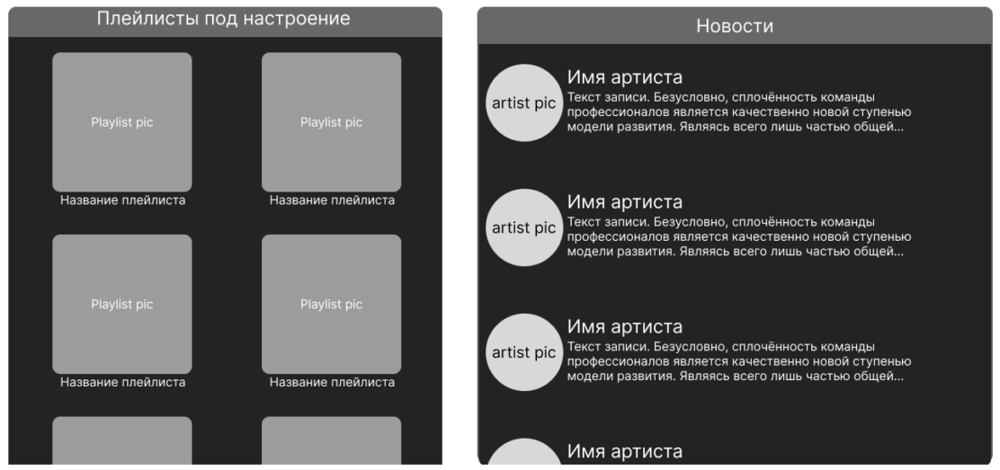 Плейлисты под настроение
Playlist pic
Playlist pic
Название плейлиста
Название плейлиста
Playlist pic
Playlist pic
Название плейлиста
Название плейлиста
Новости
artist pic
Имя артиста
Текст записи. Безусловно, сплочённость команды
профессионалов является качественно новой ступенью
модели развития. Являясь всего лишь частью общей...
artist pic
Имя артиста
Текст записи. Безусловно, сплочённость команды
профессионалов является качественно новой ступенью
модели развития. Являясь всего лишь частью общей...
artist pic
Имя артиста
Текст записи. Безусловно, сплочённость команды
профессионалов является качественно новой ступенью
модели развития. Являясь всего лишь частью общей...
Имя артиста